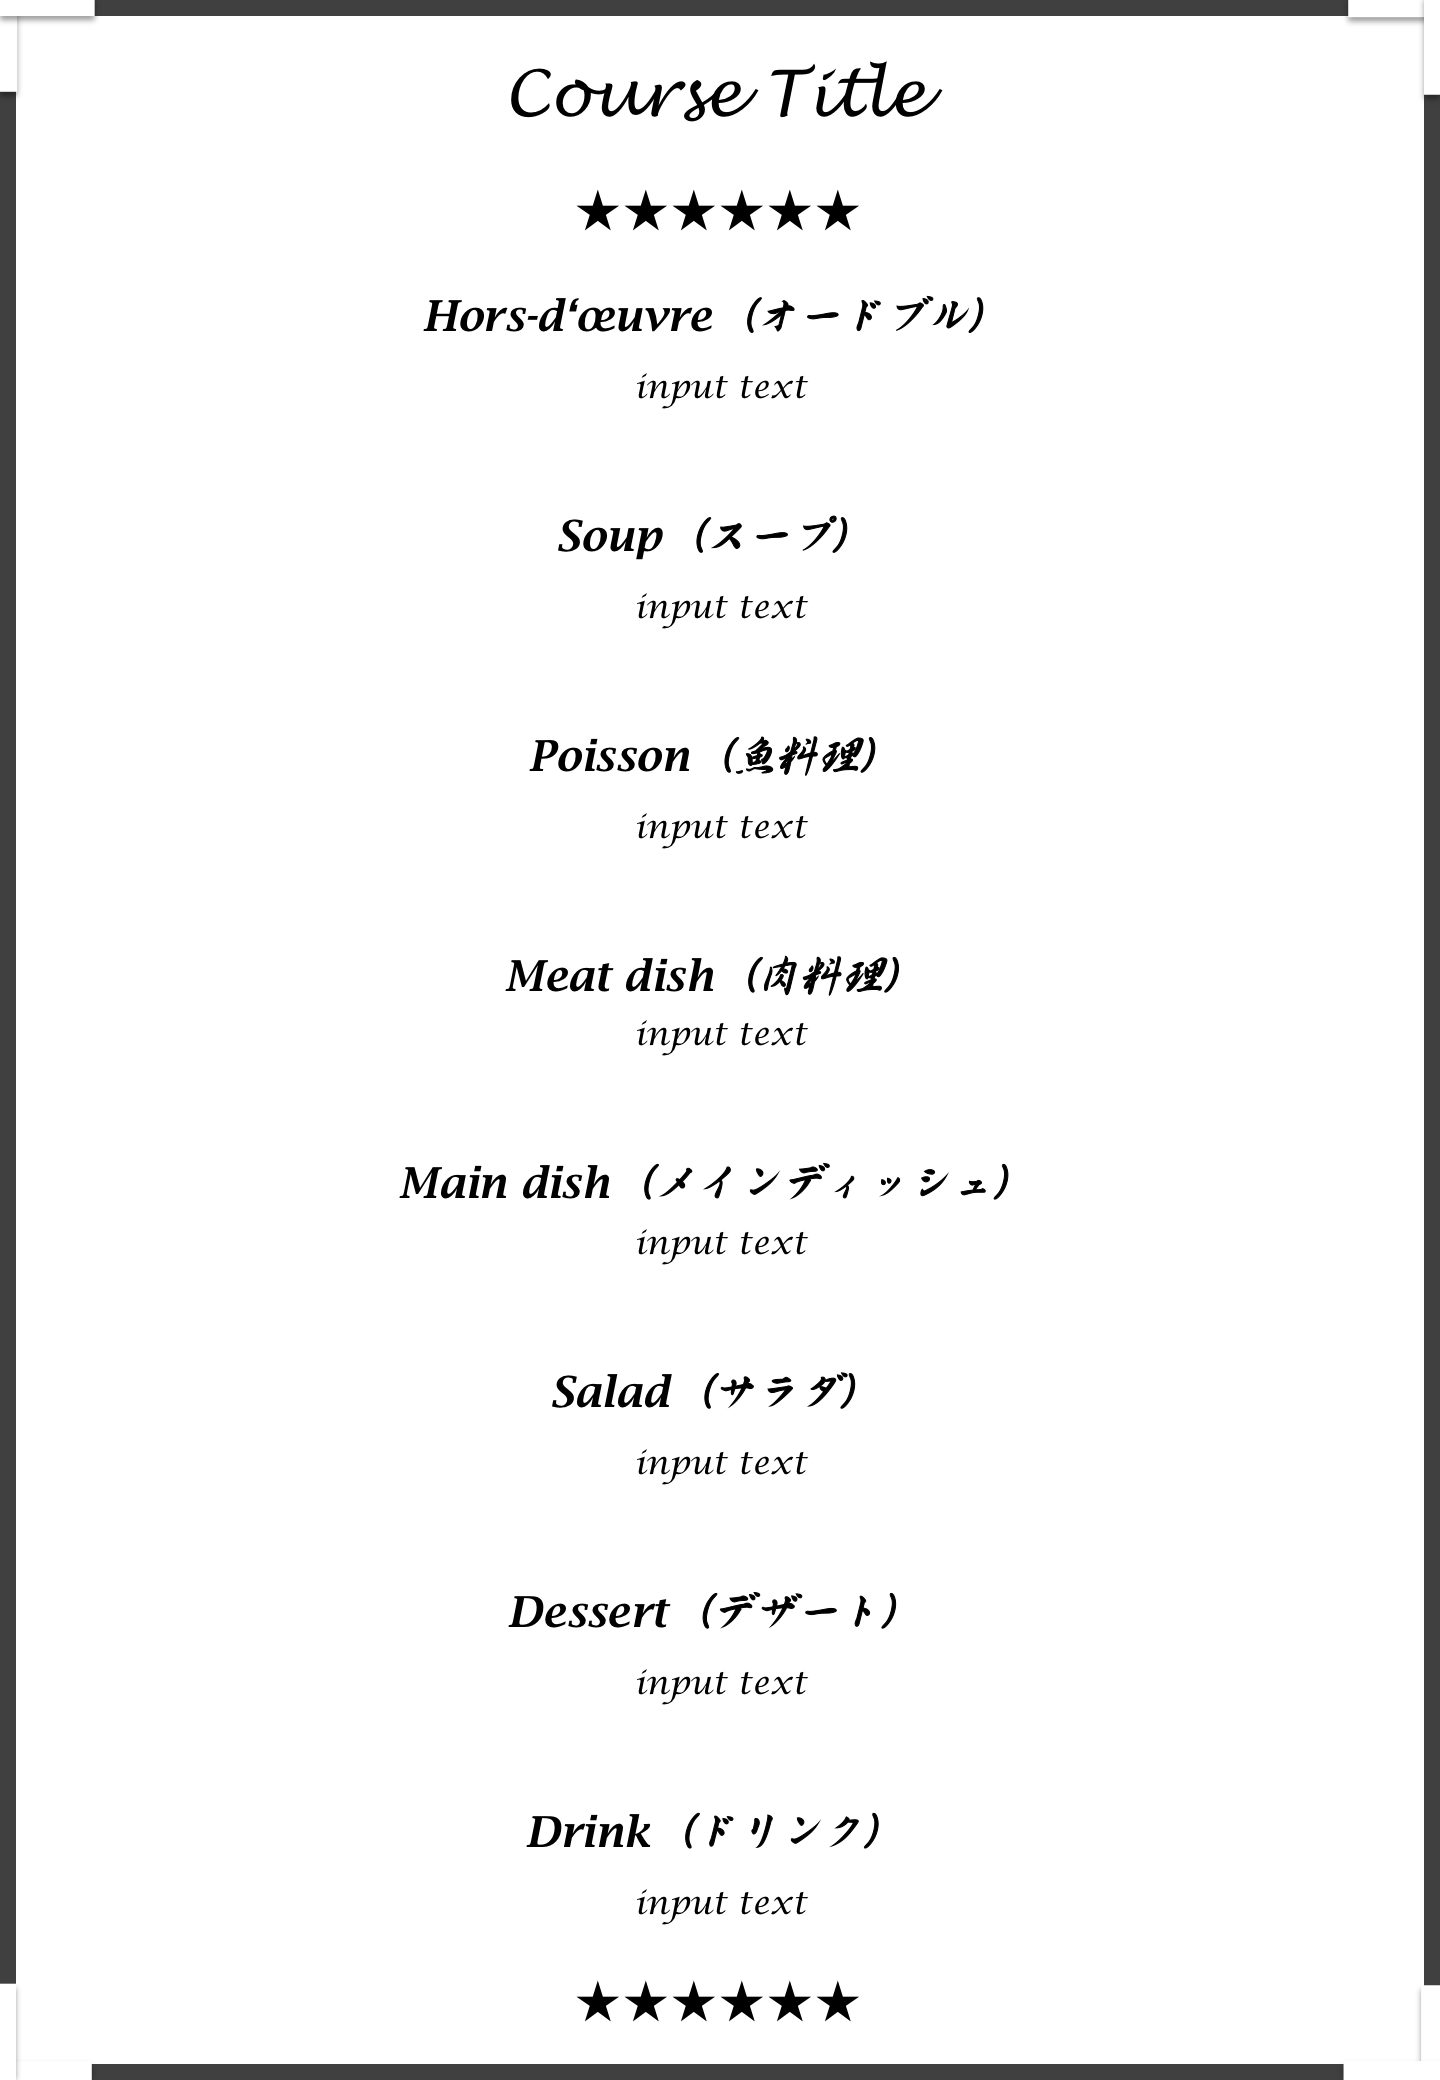 Course Title
★★★★★★
Hors-d‘œuvre（オードブル）
input text
Soup（スープ）
input text
Poisson（魚料理）
input text
Meat dish（肉料理）
input text
Main dish（メインディッシュ）
input text
Salad（サラダ）
input text
Dessert（デザート）
input text
Drink（ドリンク）
input text
★★★★★★